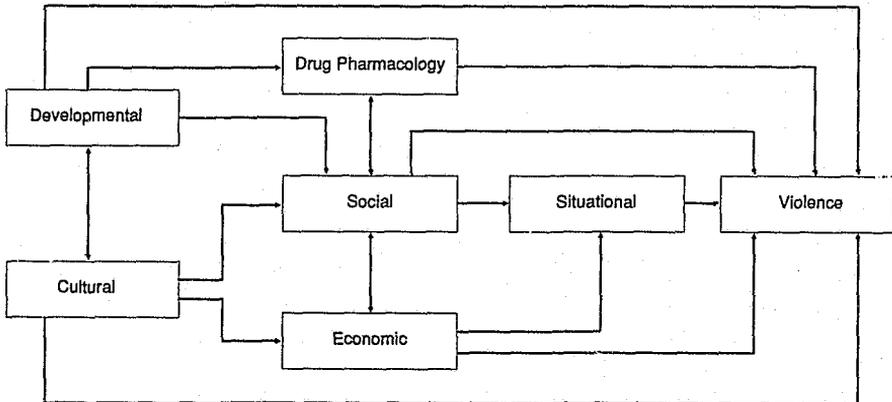 Drug Pharmacology
Developmental
Social
Situational
Violence
Cultural
Economic